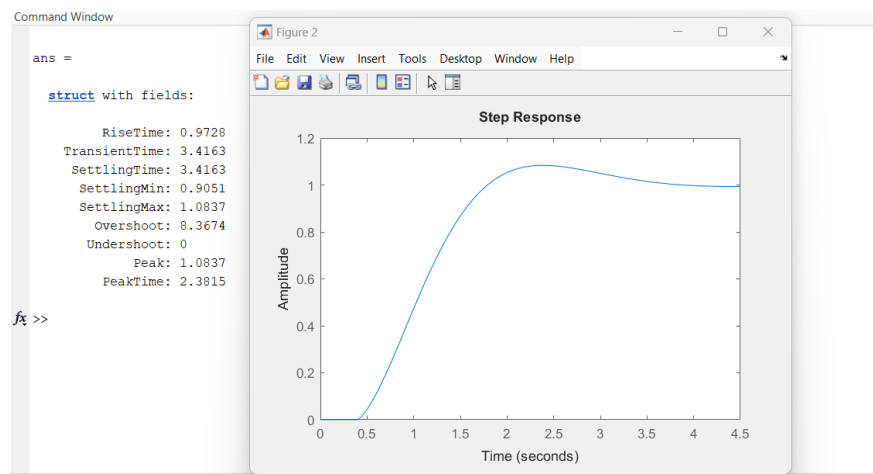 Command Window
ans =
struct with fields:
RiseTime: 0.9728
TransientTime: 3.4163
SettlingTime: 3.4163
SettlingMin: 0.9051
SettlingMax: 1.0837
Overshoot: 8.3674
Undershoot: 0
Peak: 1.0837
PeakTime: 2.3815
fx >>
Figure 2
File Edit View Insert Tools Desktop Window Help
Step Response
1.2
1
0.8
0.6
0.4
0.2
0
Amplitude
0 0.5 1 1.5 2 2.5 3 3.5 4 4.5
Time (seconds)